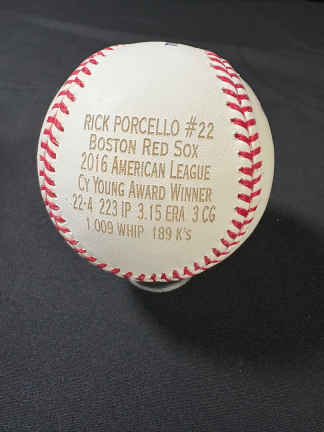 RICK PORCELLO #22
BOSTON RED SOX
2016 AMERICAN LEAGUE
CY YOUNG AWARD WINNER
22-4 223 IP 3.15 ERA 3 CG
1.009 WHIP 189 K'S